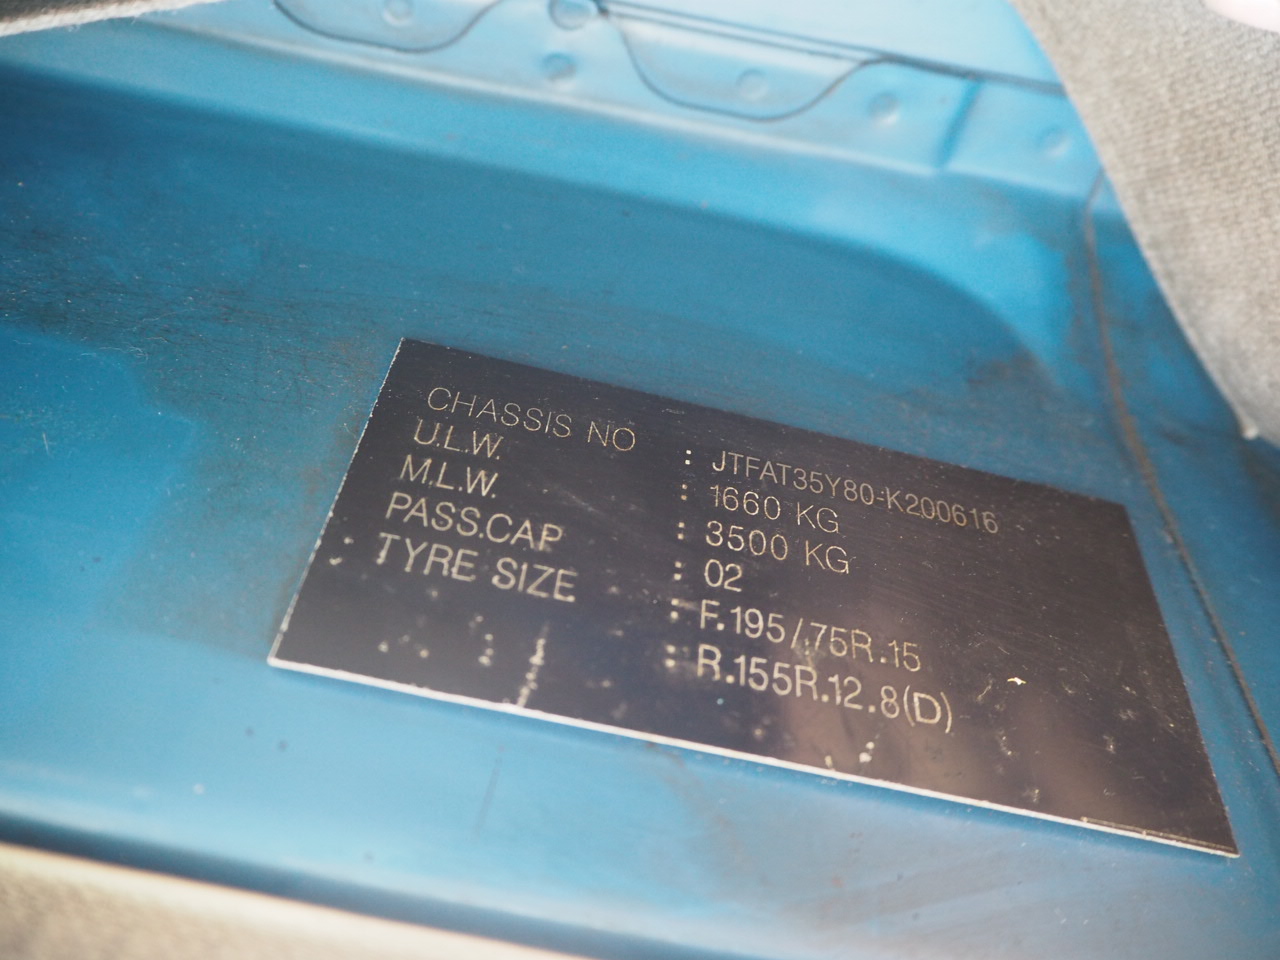 CHASSIS NO : JTFAT35Y80-K200616
U.L.W. : 1660 KG
M.L.W. : 3500 KG
PASS.CAP : 02
TYRE SIZE : F.195/75R.15
: R.155R.12.8(D)